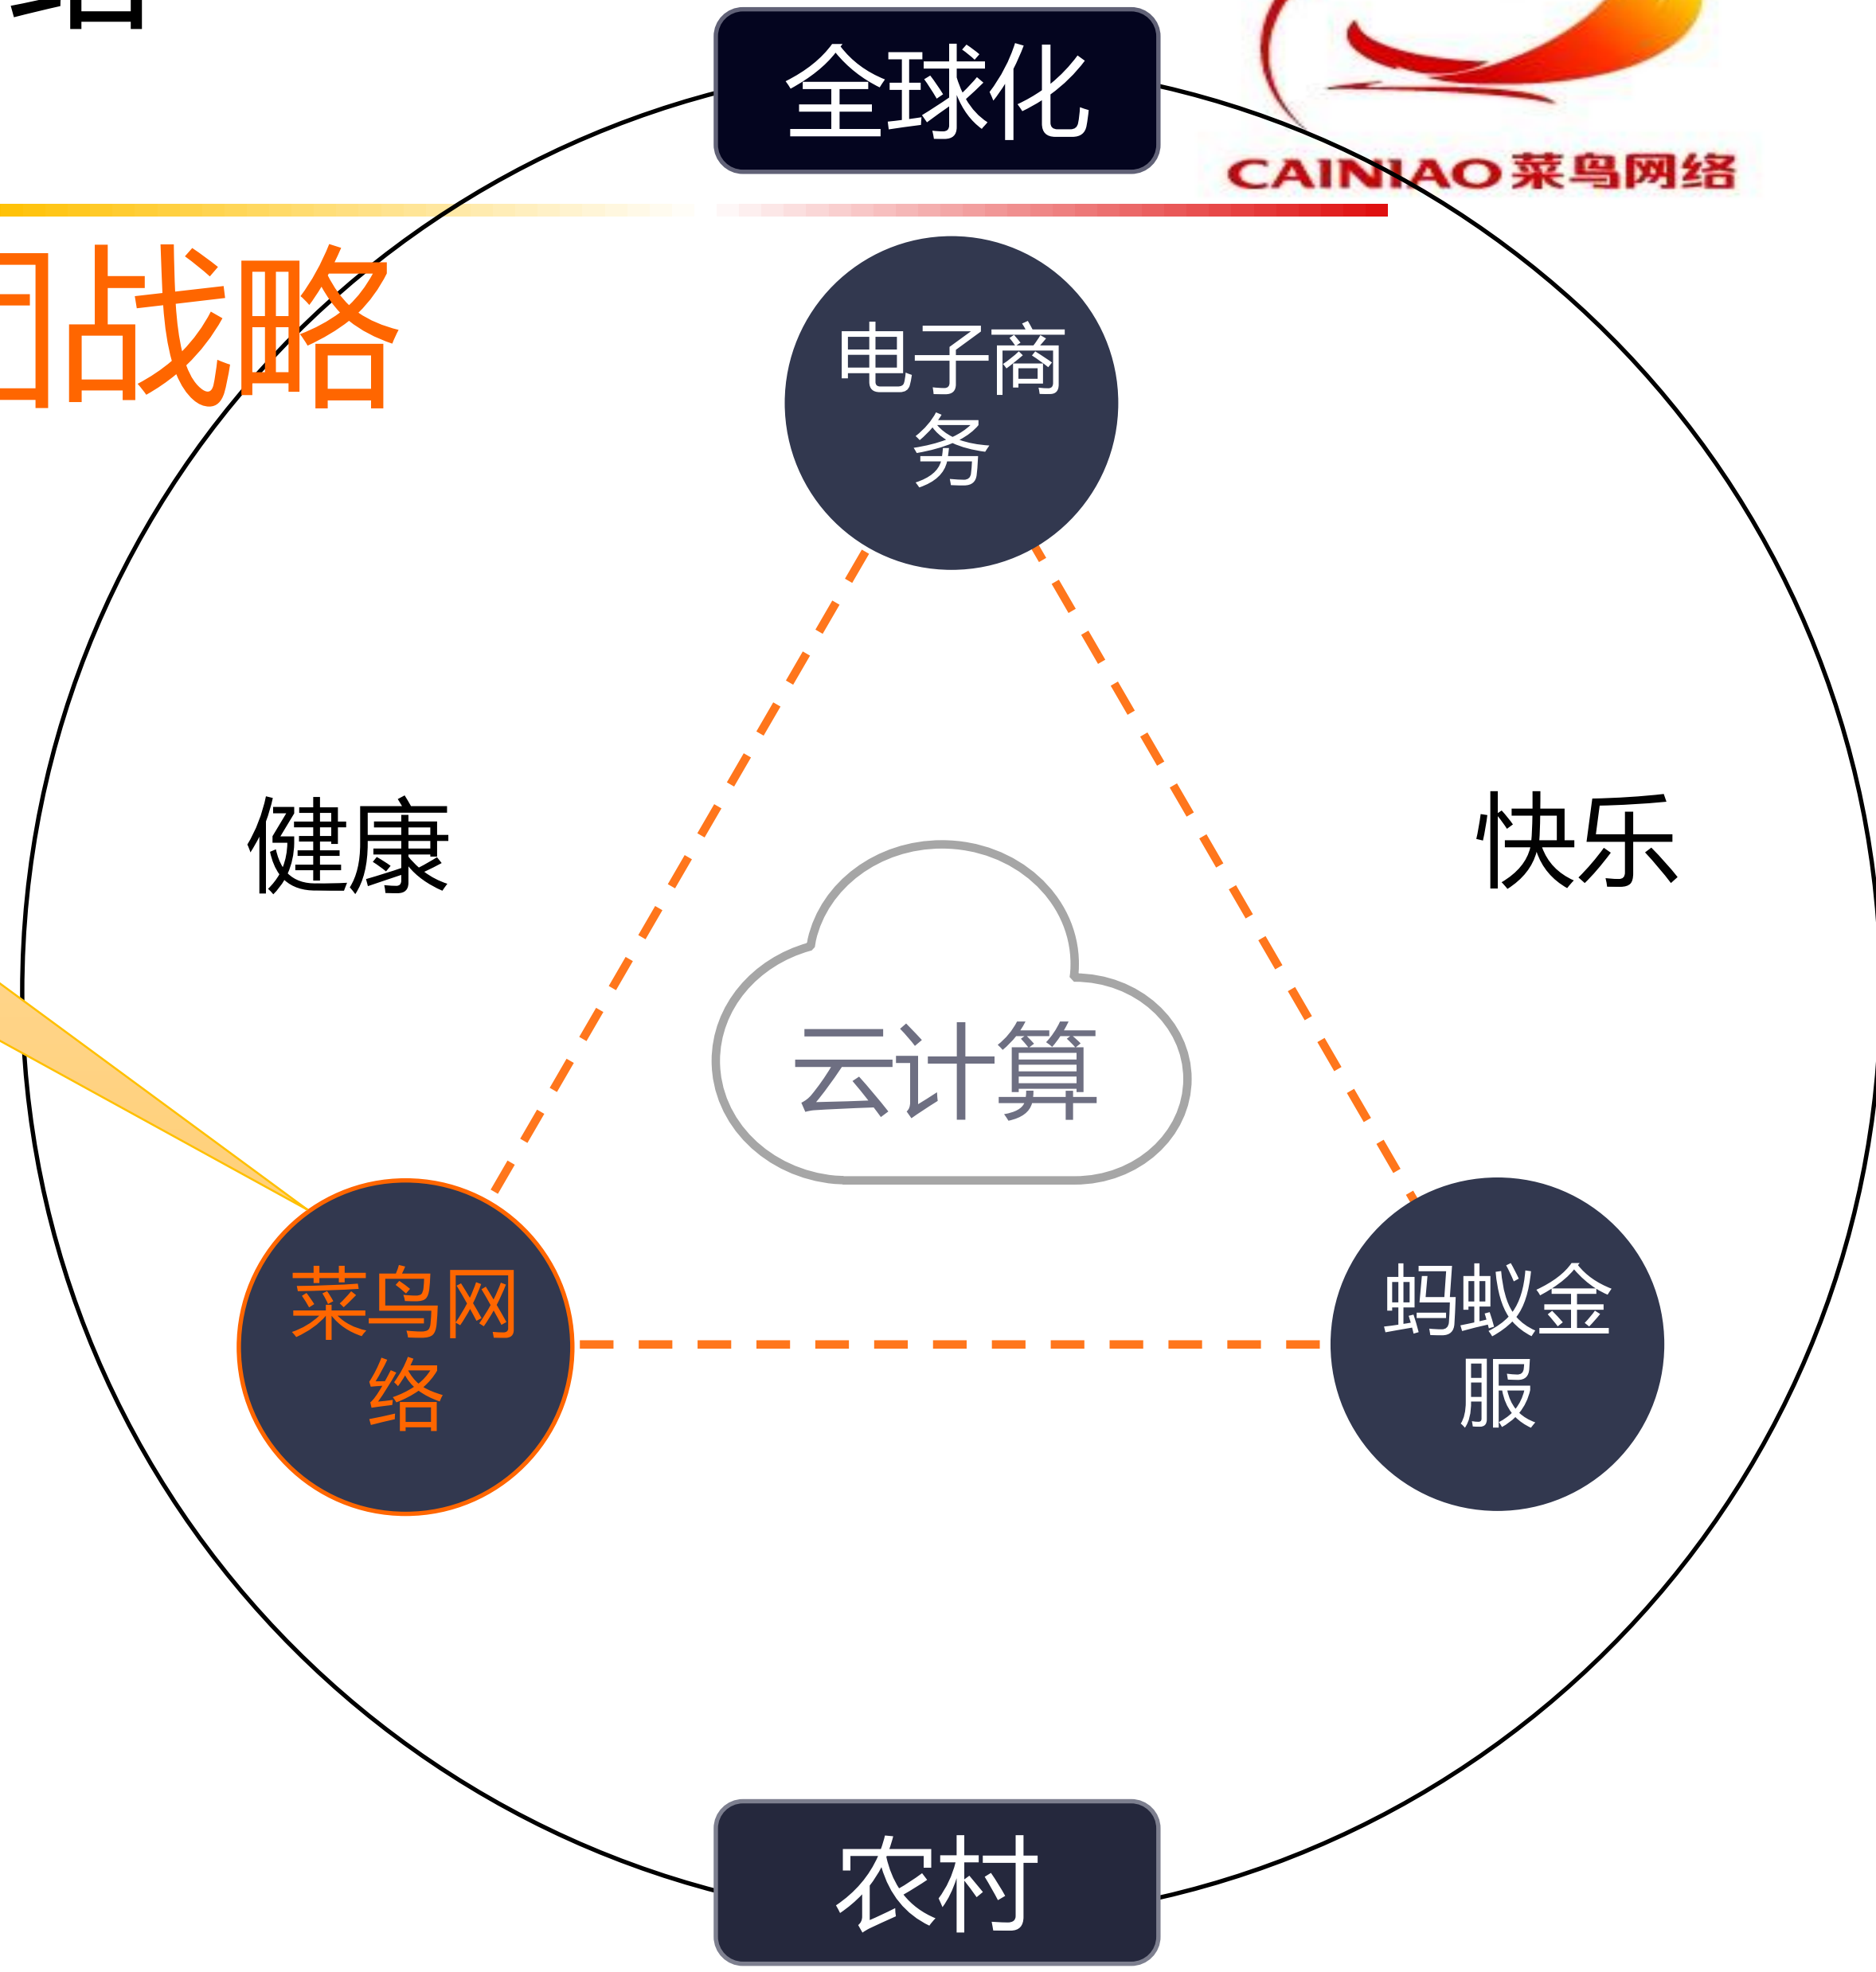 全球化
CAINIAO 菜鸟网络
战略
电子商
务
健康
快乐
云计算
菜鸟网
络
蚂蚁金
服
农村